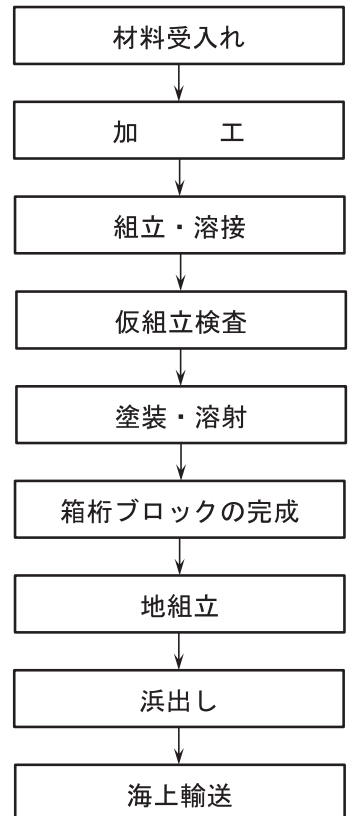 材料受入れ
加　　　工
組立・溶接
仮組立検査
塗装・溶射
箱桁ブロックの完成
地組立
浜出し
海上輸送